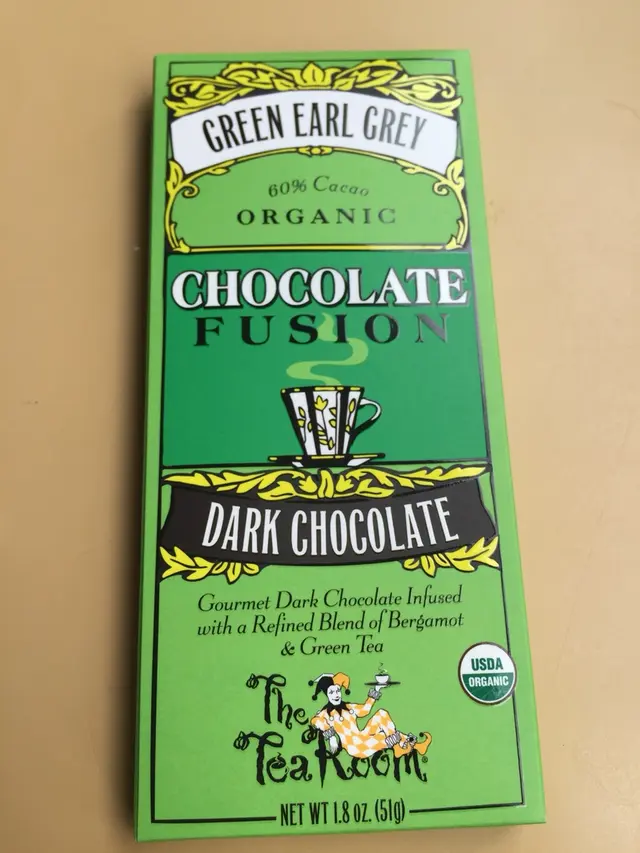 GREEN EARL GREY
60% Cacao
ORGANIC
CHOCOLATE
FUSION
DARK CHOCOLATE
Gourmet Dark Chocolate Infused
with a Refined Blend of Bergamot
& Green Tea
USDA
ORGANIC
The
Tea Room®
NET WT 1.8 oz. (51g)